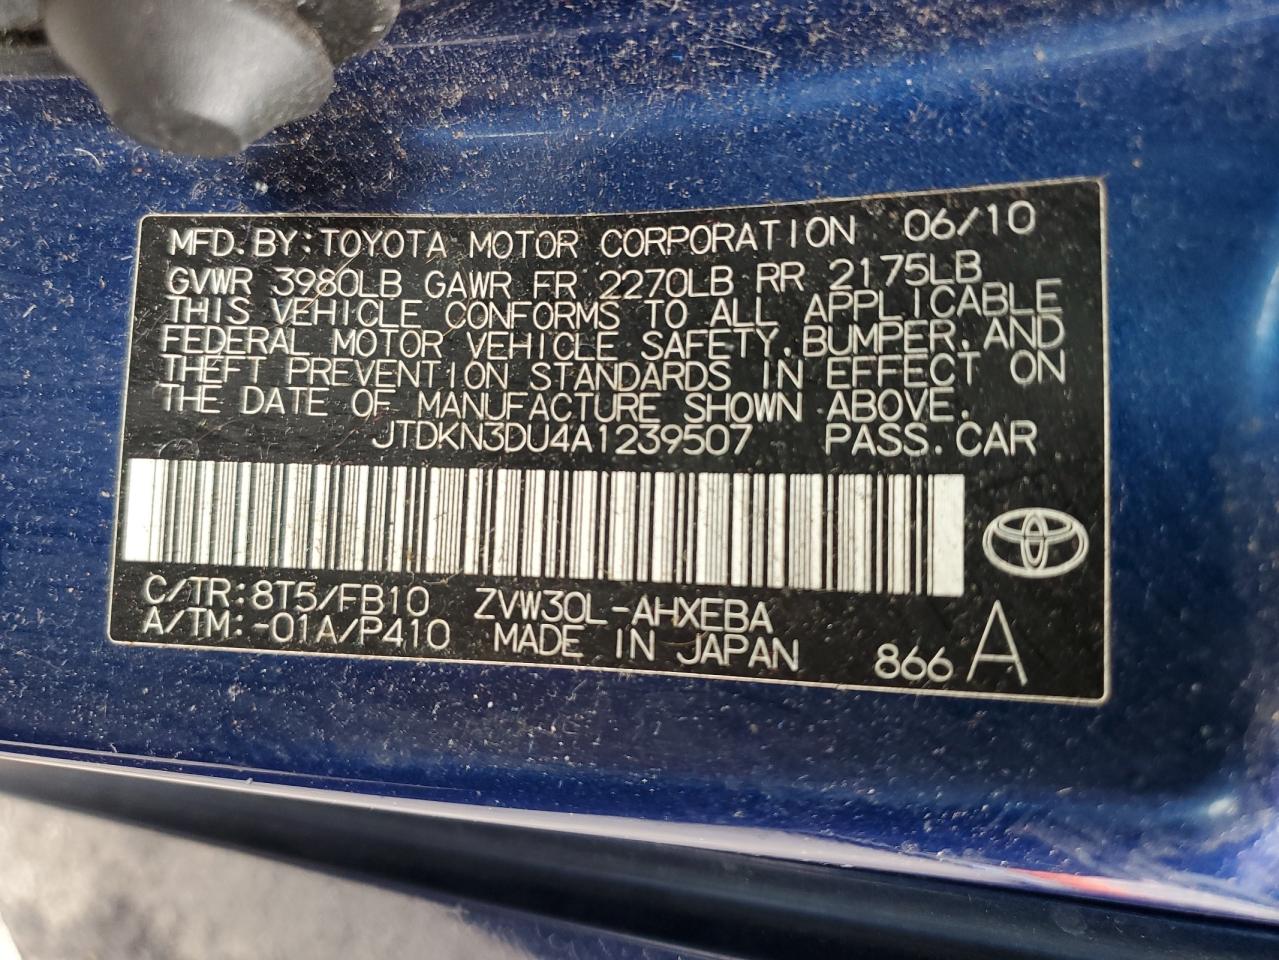 MFD.BY:TOYOTA MOTOR CORPORATION 06/10
GVWR 3980LB GAWR FR 2270LB RR 2175LB
THIS VEHICLE CONFORMS TO ALL APPLICABLE
FEDERAL MOTOR VEHICLE SAFETY,BUMPER,AND
THEFT PREVENTION STANDARDS IN EFFECT ON
THE DATE OF MANUFACTURE SHOWN ABOVE.
JTDKN3DU4A1239507 PASS.CAR
C/TR:8T5/FB10 ZVW30L-AHXEBA
A/TM:-01A/P410 MADE IN JAPAN 866 A